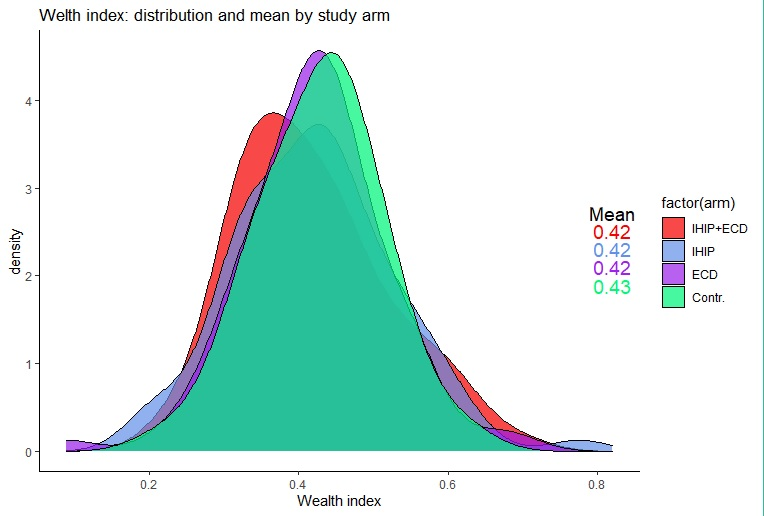 Welth index: distribution and mean by study arm
4
3
2
1
0
density
0.2
0.4
0.6
0.8
Wealth index
Mean
0.42
0.42
0.42
0.43
factor(arm)
IHIP+ECD
IHIP
ECD
Contr.